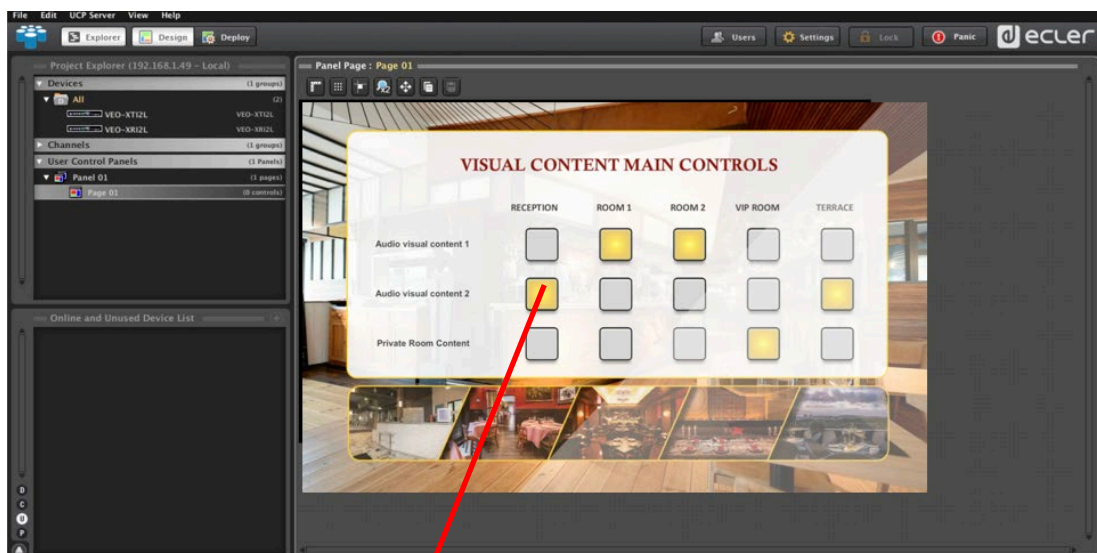 File Edit UCP Server View Help
Explorer Design Deploy Users Settings Lock Panic ecler
Project Explorer (192.168.1.49 - Local)
Devices (1 groups)
All (2)
VEO-XTI2L VEO-XTI2L
VEO-XRI2L VEO-XRI2L
Channels (1 groups)
User Control Panels (1 Panels)
Panel 01 (1 pages)
Page 01 (0 controls)
Online and Unused Device List (+)
D
C
U
P
Panel Page : Page 01
VISUAL CONTENT MAIN CONTROLS
RECEPTION ROOM 1 ROOM 2 VIP ROOM TERRACE
Audio visual content 1
Audio visual content 2
Private Room Content